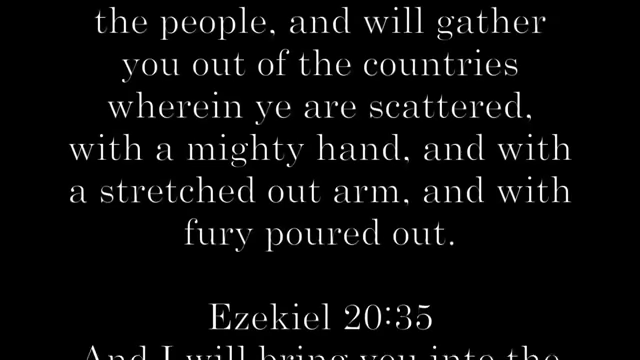 the people, and will gather
you out of the countries
wherein ye are scattered,
with a mighty hand, and with
a stretched out arm, and with
fury poured out.
Ezekiel 20:35
And I will bring you into the